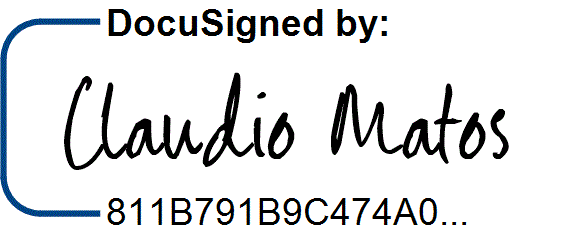 DocuSigned by:
Claudio Matos
811B791B9C474A0...